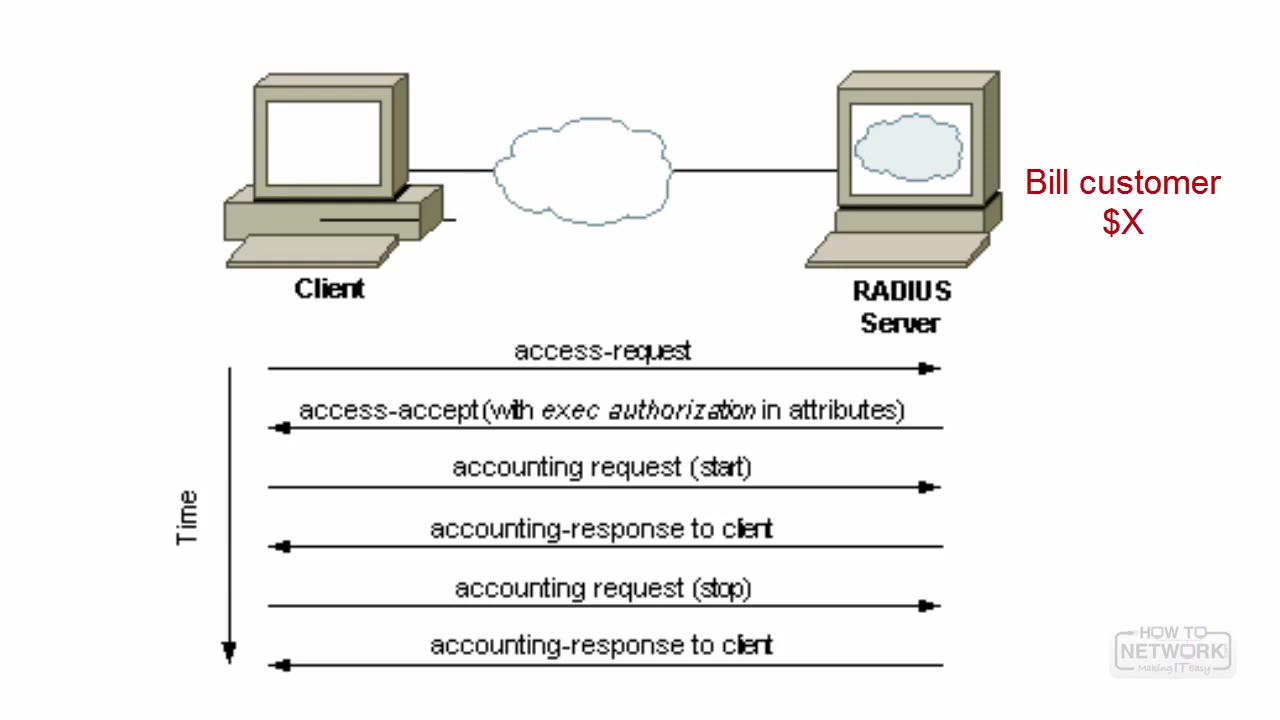 Bill customer
$X
Client
RADIUS
Server
access-request
access-accept (with exec authorization in attributes)
accounting request (start)
accounting-response to client
accounting request (stop)
accounting-response to client
Time
HOW TO
NETWORK
Making IT Easy